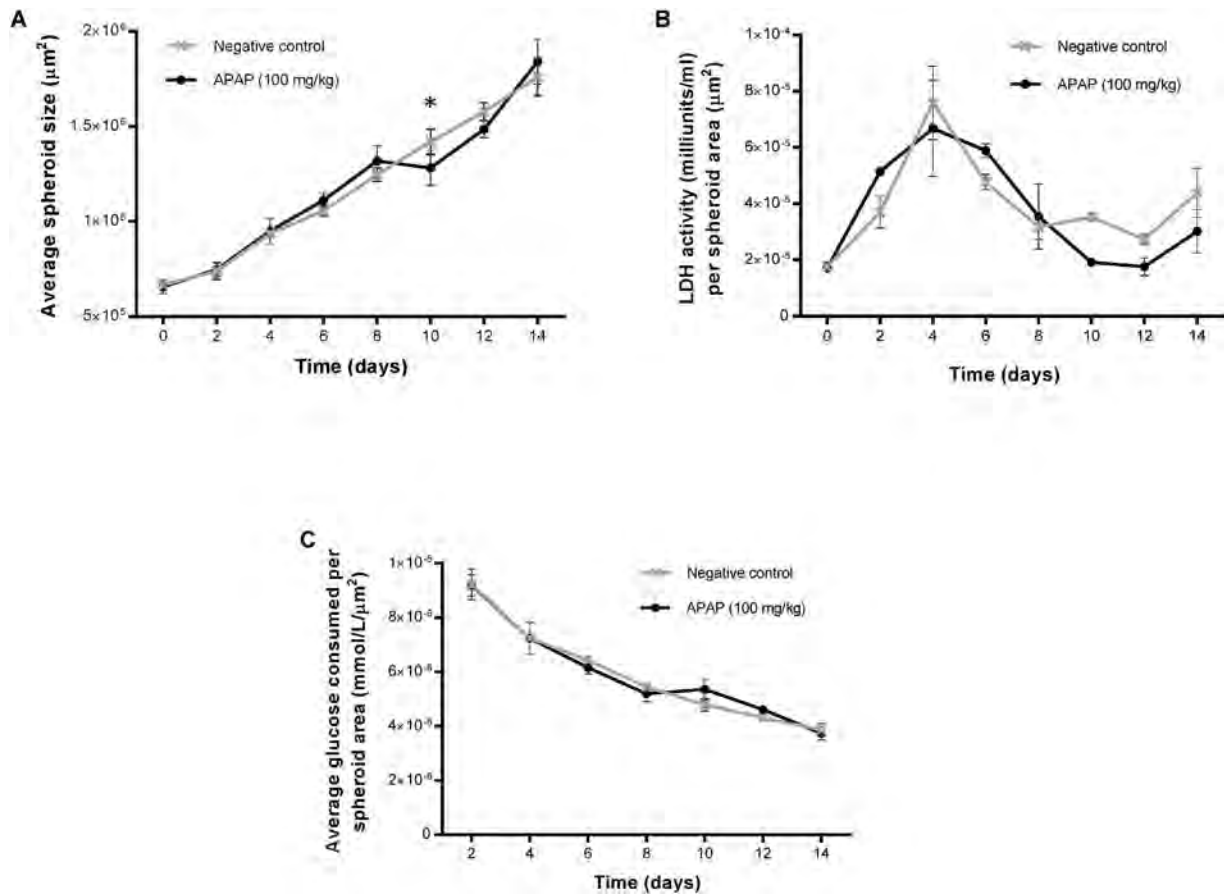 A
Average spheroid size (μm²)
2×10⁶
1.5×10⁶
1×10⁶
5×10⁵
Negative control
APAP (100 mg/kg)
*
0 2 4 6 8 10 12 14
Time (days)
B
LDH activity (milliunits/ml)
per spheroid area (μm²)
1×10⁻⁴
8×10⁻⁵
6×10⁻⁵
4×10⁻⁵
2×10⁻⁵
0
Negative control
APAP (100 mg/kg)
0 2 4 6 8 10 12 14
Time (days)
C
Average glucose consumed per
spheroid area (mmol/L/μm²)
1×10⁻⁵
8×10⁻⁶
6×10⁻⁶
4×10⁻⁶
2×10⁻⁶
0
Negative control
APAP (100 mg/kg)
2 4 6 8 10 12 14
Time (days)